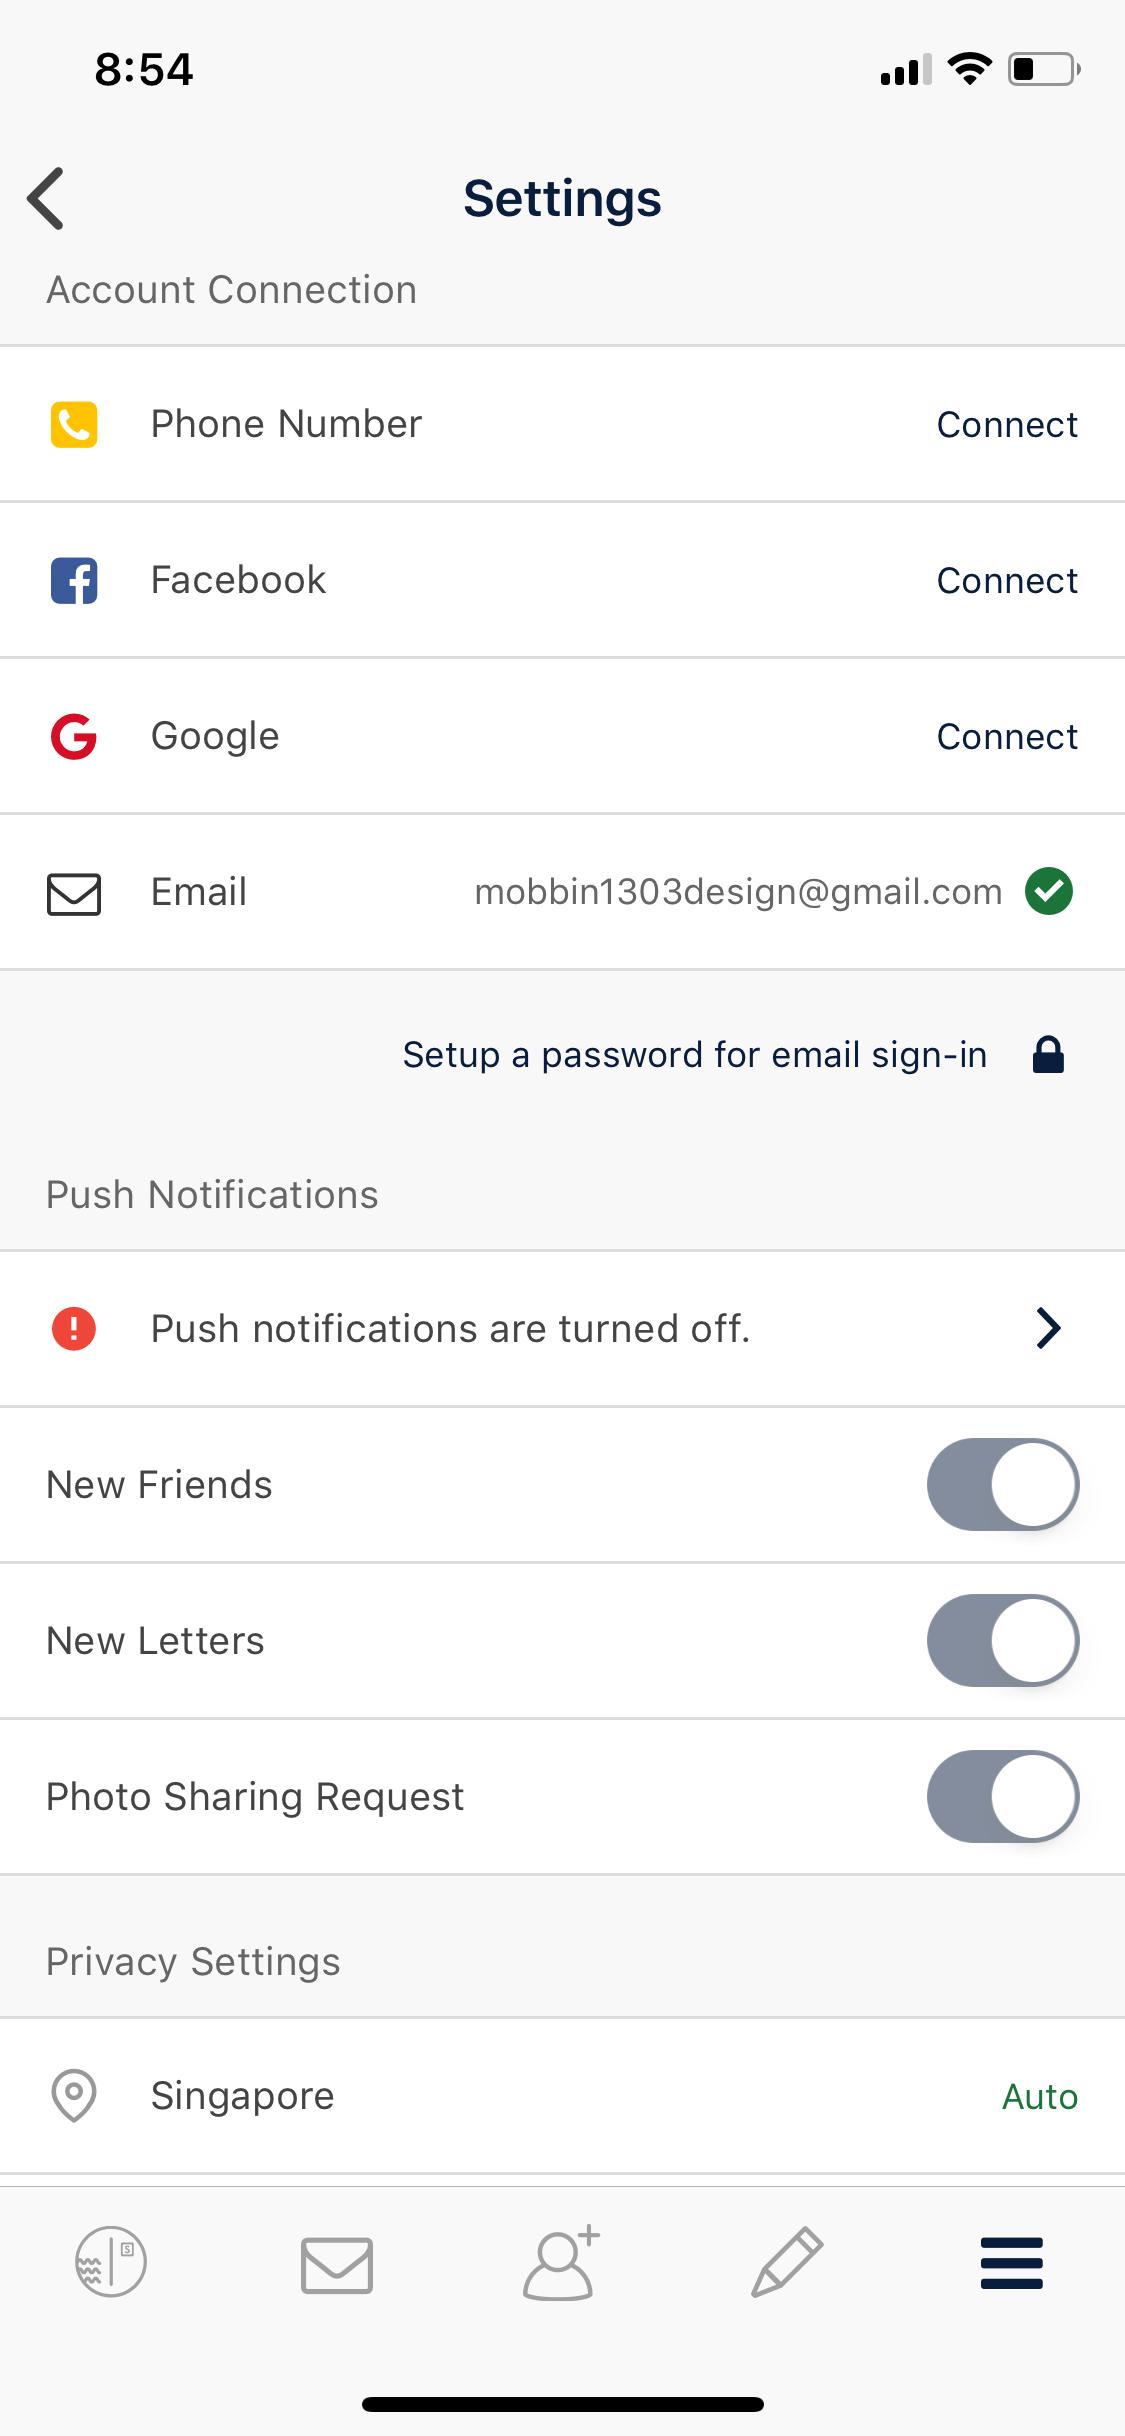 8:54
Settings
Account Connection
Phone Number Connect
Facebook Connect
Google Connect
Email mobbin1303design@gmail.com
Setup a password for email sign-in
Push Notifications
Push notifications are turned off.
New Friends
New Letters
Photo Sharing Request
Privacy Settings
Singapore Auto
S